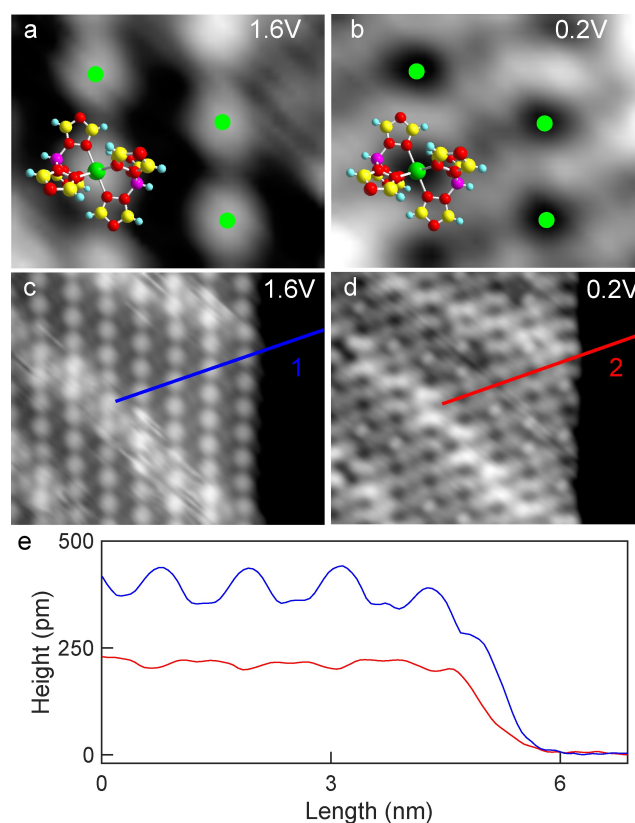 a 1.6V
b 0.2V
c 1.6V
1
d 0.2V
2
e
500
250
0
Height (pm)
0 3 6
Length (nm)